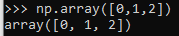 >>> np.array([0,1,2])
array([0, 1, 2])